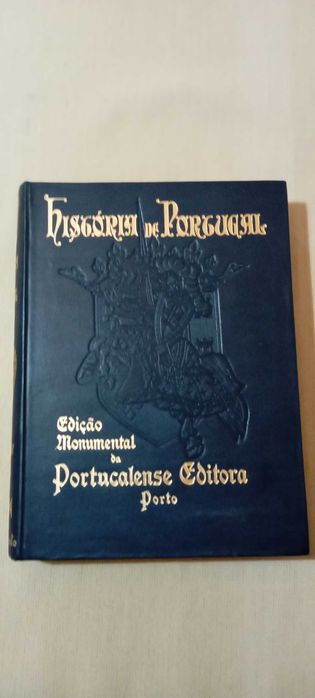 História de Portugal
Edição
Monumental
da
Portucalense Editora
Porto